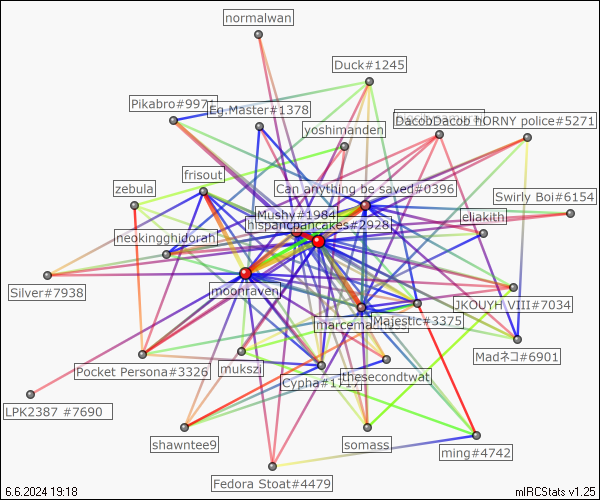 normalwan
Duck#1245
Pikabro#9971
Eg.Master#1378
DacobDacob
HORNY police#5271
yoshimanden
frisout
zebula
Can anything be saved#0396
Swirly Boi#6154
Mushy#1984
eliakith
hispanicpancakes#2928
neokingghidorah
moonraven
Silver#7938
JKOUYH VIII#7034
Majestic#3375
Madネコ#6901
Pocket Persona#3326
mukszi
Cypha#1717
thesecondtwat
LPK2387 #7690
shawntee9
somass
ming#4742
Fedora Stoat#4479
6.6.2024 19:18
mIRCStats v1.25